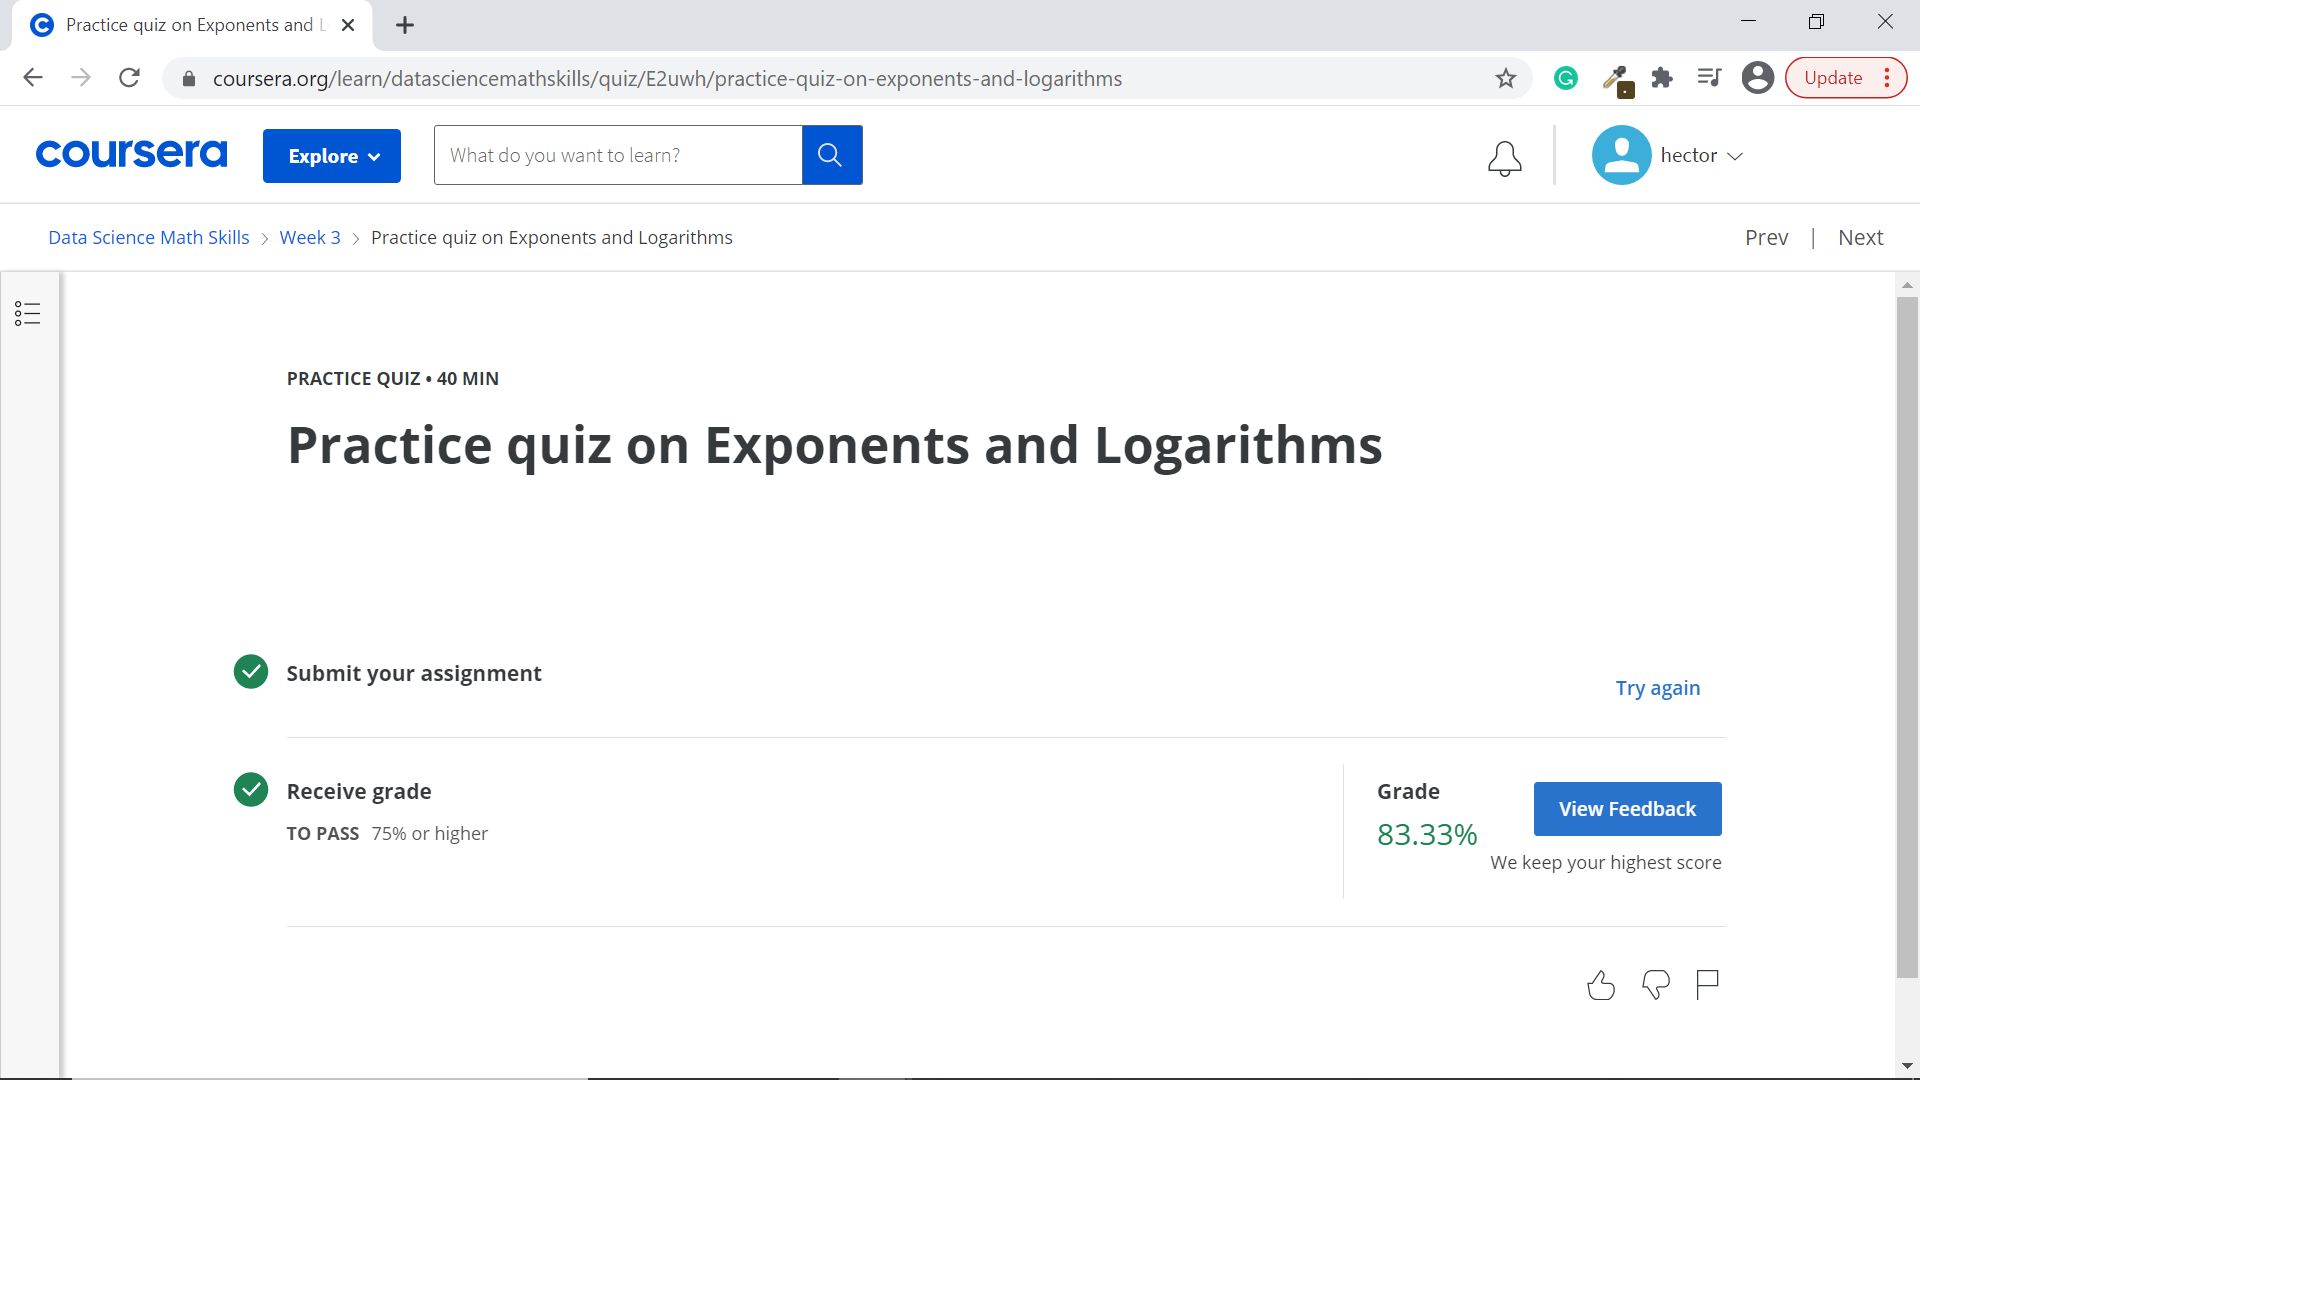 Practice quiz on Exponents and L
coursera.org/learn/datasciencemathskills/quiz/E2uwh/practice-quiz-on-exponents-and-logarithms
Update
coursera
Explore
What do you want to learn?
hector
Data Science Math Skills
Week 3
Practice quiz on Exponents and Logarithms
Prev | Next
PRACTICE QUIZ • 40 MIN
Practice quiz on Exponents and Logarithms
Submit your assignment
Try again
Receive grade
TO PASS 75% or higher
Grade
83.33%
View Feedback
We keep your highest score